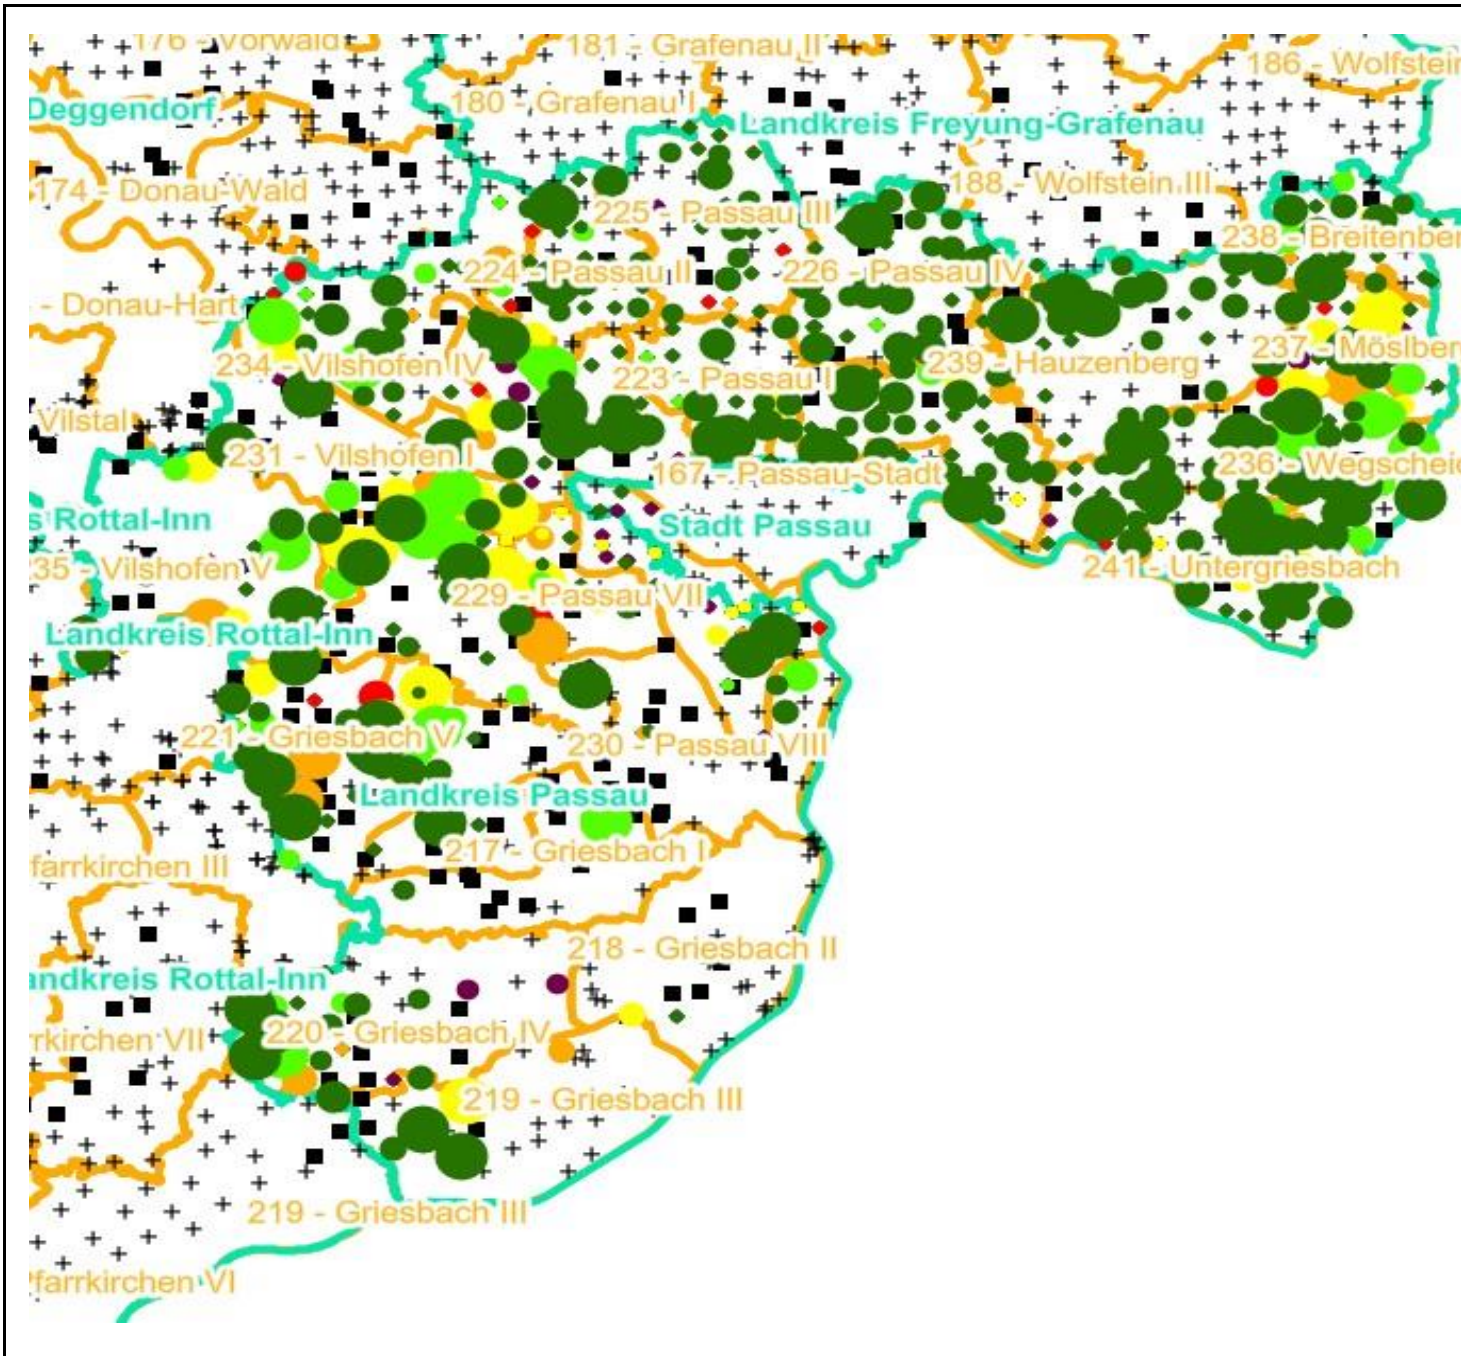 176 - Vorwald
181 - Grafenau II
186 - Wolfstein
180 - Grafenau I
Deggendorf
Landkreis Freyung-Grafenau
174 - Donau-Wald
188 - Wolfstein III
225 - Passau III
238 - Breitenber
224 - Passau II
226 - Passau IV
- Donau-Hart
237 - Möslber
234 - Vilshofen IV
239 - Hauzenberg
223 - Passau I
Vilstal
231 - Vilshofen I
236 - Wegscheid
167 - Passau-Stadt
s Rottal-Inn
Stadt Passau
35 - Vilshofen V
241 - Untergriesbach
229 - Passau VII
Landkreis Rottal-Inn
221 - Griesbach V
230 - Passau VIII
Landkreis Passau
217 - Griesbach I
farrkirchen III
218 - Griesbach II
andkreis Rottal-Inn
220 - Griesbach IV
rrkirchen VII
219 - Griesbach III
219 - Griesbach III
Pfarrkirchen VI